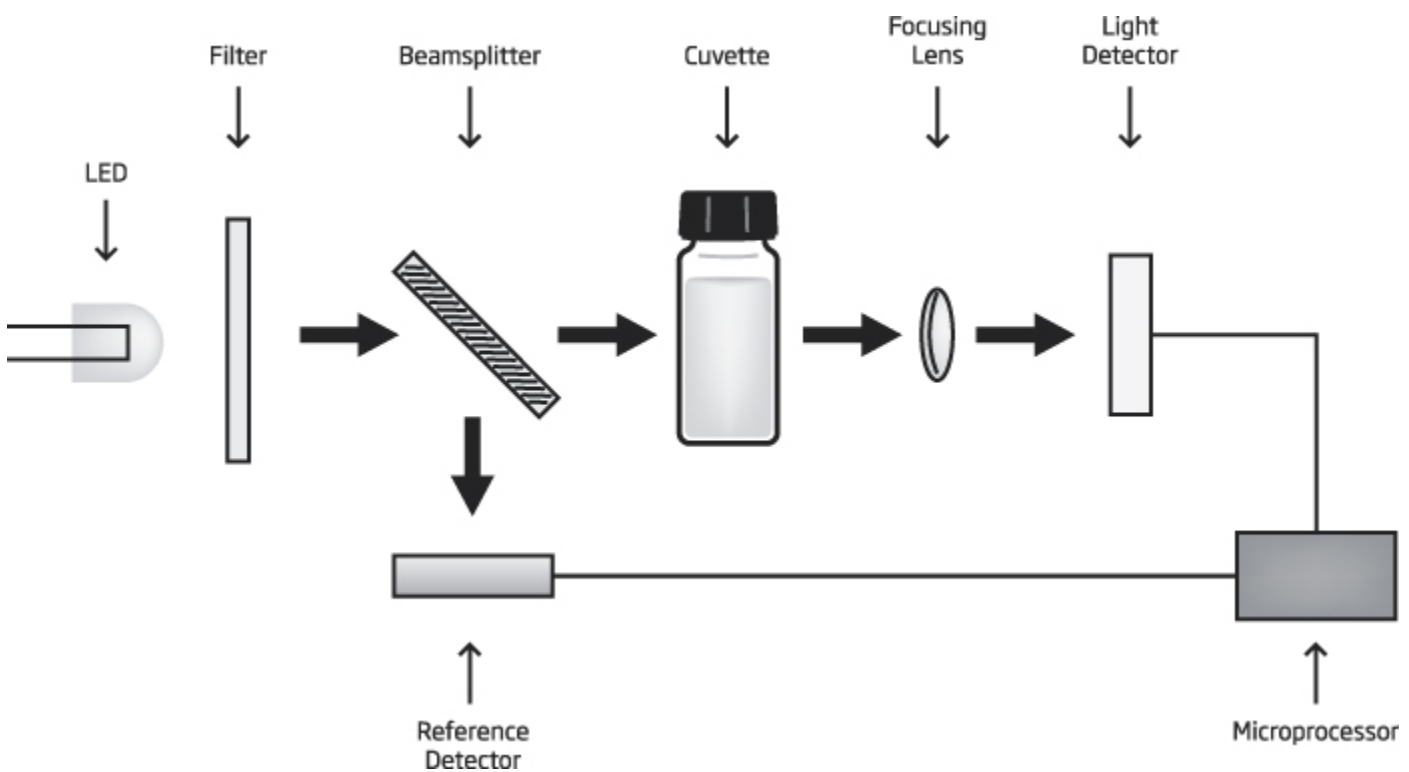 Filter
Beamsplitter
Cuvette
Focusing
Lens
Light
Detector
LED
Reference
Detector
Microprocessor